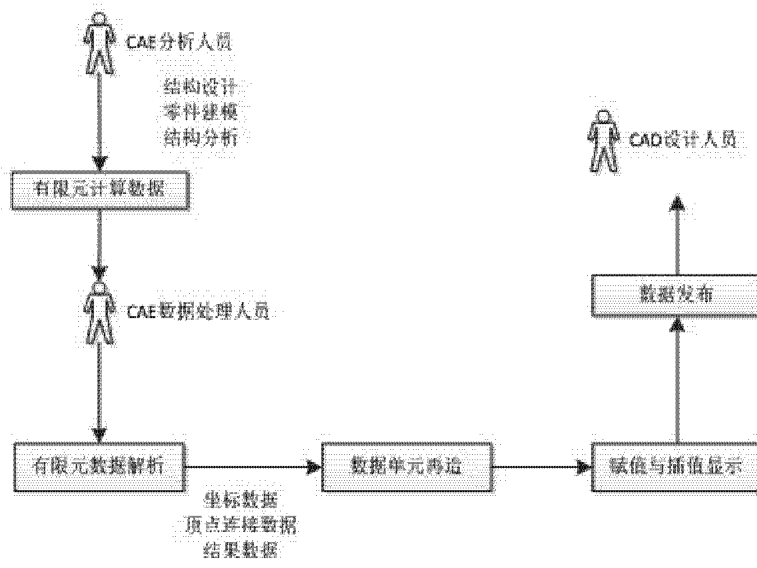 CAE分析人员
结构设计
零件建模
结构分析
有限元计算数据
CAE数据处理人员
有限元数据解析
坐标数据
顶点连接数据
结果数据
数据单元再造
赋值与插值显示
数据发布
CAD设计人员